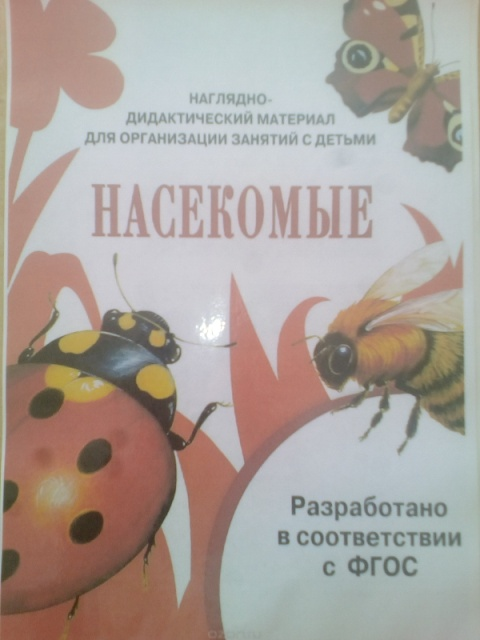 НАГЛЯДНО-
ДИДАКТИЧЕСКИЙ МАТЕРИАЛ
ДЛЯ ОРГАНИЗАЦИИ ЗАНЯТИЙ С ДЕТЬМИ
НАСЕКОМЫЕ
Разработано
в соответствии
с ФГОС